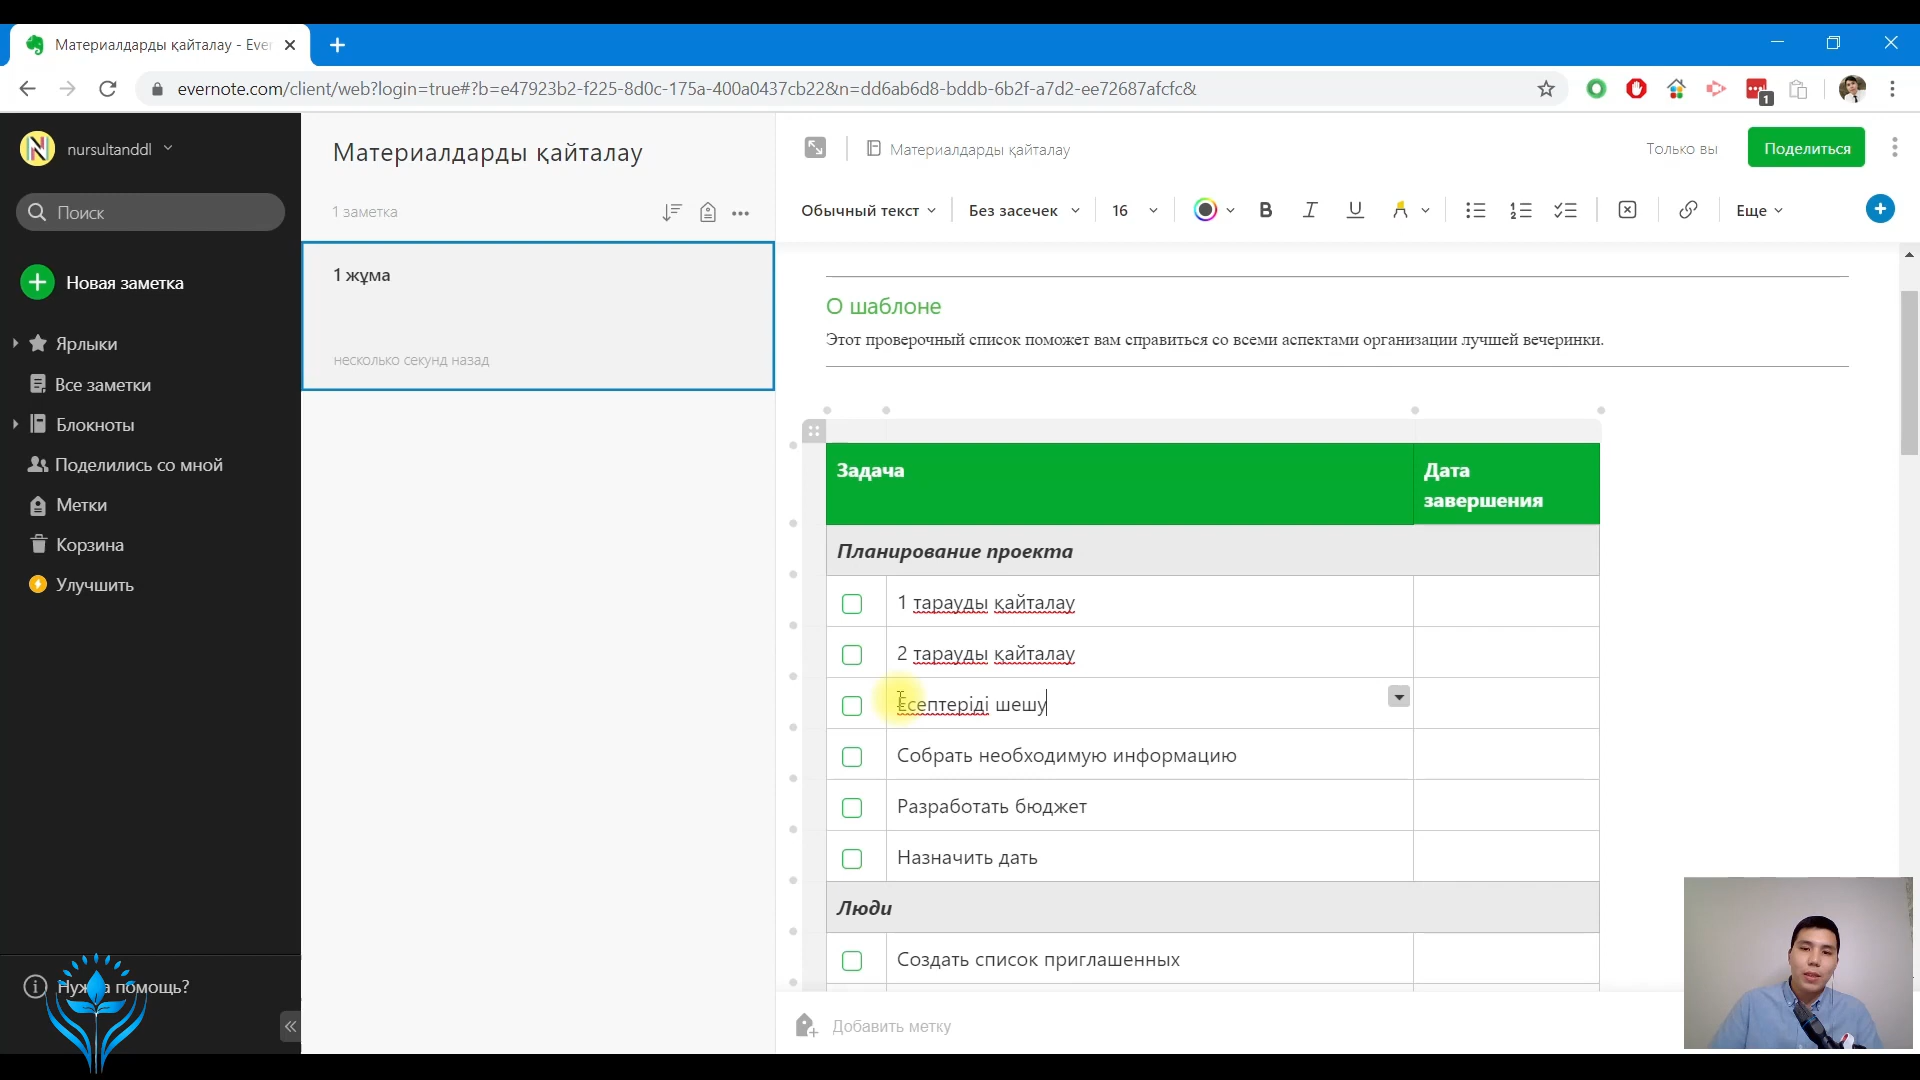 Материалдарды қайталау - Ever
evernote.com/client/web?login=true#?b=e47923b2-f225-8d0c-175a-400a0437cb22&n=dd6ab6d8-bddb-6b2f-a7d2-ee72687afcfc&
1
nursultanddl
Поиск
Новая заметка
Ярлыки
Все заметки
Блокноты
Поделились со мной
Метки
Корзина
Улучшить
Нужна помощь?
Материалдарды қайталау
1 заметка
1 жұма
несколько секунд назад
Материалдарды қайталау
Только вы
Поделиться
Обычный текст
Без засечек
16
Еще
О шаблоне
Этот проверочный список поможет вам справиться со всеми аспектами организации лучшей вечеринки.
Задача
Дата
завершения
Планирование проекта
1 тарауды қайталау
2 тарауды қайталау
Есептеріді шешу
Собрать необходимую информацию
Разработать бюджет
Назначить дать
Люди
Создать список приглашенных
Добавить метку